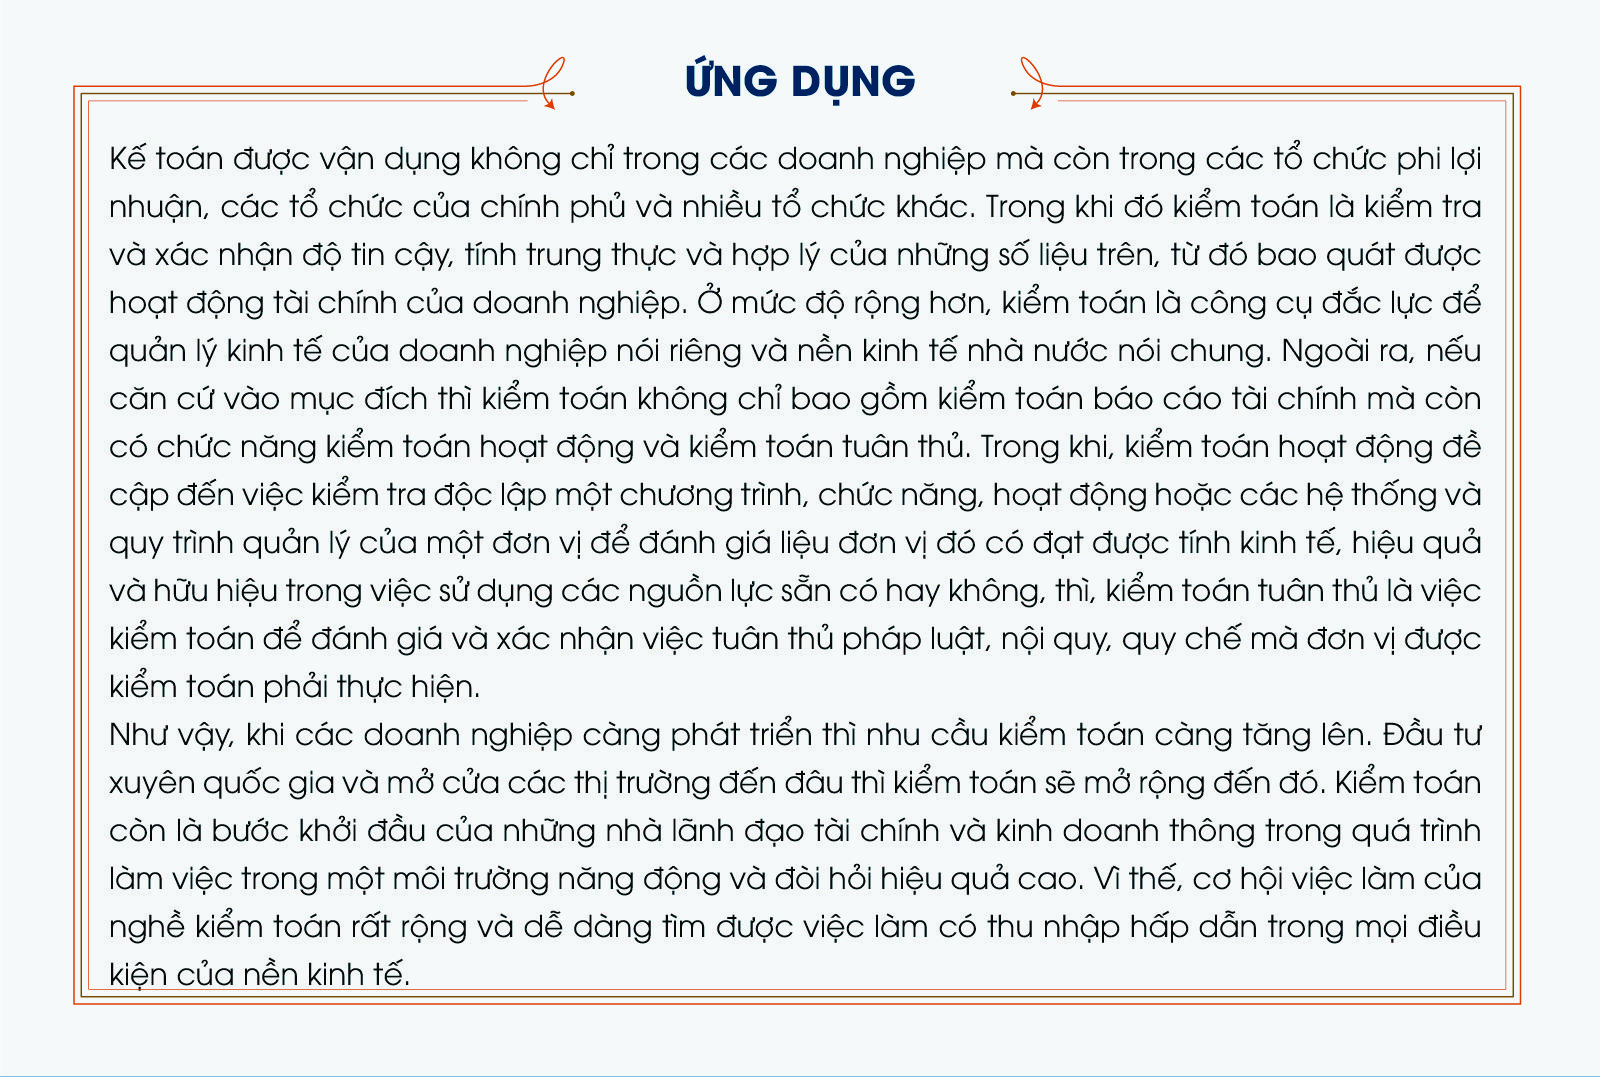 ỨNG DỤNG
Kế toán được vận dụng không chỉ trong các doanh nghiệp mà còn trong các tổ chức phi lợi
nhuận, các tổ chức của chính phủ và nhiều tổ chức khác. Trong khi đó kiểm toán là kiểm tra
và xác nhận độ tin cậy, tính trung thực và hợp lý của những số liệu trên, từ đó bao quát được
hoạt động tài chính của doanh nghiệp. Ở mức độ rộng hơn, kiểm toán là công cụ đắc lực để
quản lý kinh tế của doanh nghiệp nói riêng và nền kinh tế nhà nước nói chung. Ngoài ra, nếu
căn cứ vào mục đích thì kiểm toán không chỉ bao gồm kiểm toán báo cáo tài chính mà còn
có chức năng kiểm toán hoạt động và kiểm toán tuân thủ. Trong khi, kiểm toán hoạt động đề
cập đến việc kiểm tra độc lập một chương trình, chức năng, hoạt động hoặc các hệ thống và
quy trình quản lý của một đơn vị để đánh giá liệu đơn vị đó có đạt được tính kinh tế, hiệu quả
và hữu hiệu trong việc sử dụng các nguồn lực sẵn có hay không, thì, kiểm toán tuân thủ là việc
kiểm toán để đánh giá và xác nhận việc tuân thủ pháp luật, nội quy, quy chế mà đơn vị được
kiểm toán phải thực hiện.
Như vậy, khi các doanh nghiệp càng phát triển thì nhu cầu kiểm toán càng tăng lên. Đầu tư
xuyên quốc gia và mở cửa các thị trường đến đâu thì kiểm toán sẽ mở rộng đến đó. Kiểm toán
còn là bước khởi đầu của những nhà lãnh đạo tài chính và kinh doanh thông trong quá trình
làm việc trong một môi trường năng động và đòi hỏi hiệu quả cao. Vì thế, cơ hội việc làm của
nghề kiểm toán rất rộng và dễ dàng tìm được việc làm có thu nhập hấp dẫn trong mọi điều
kiện của nền kinh tế.